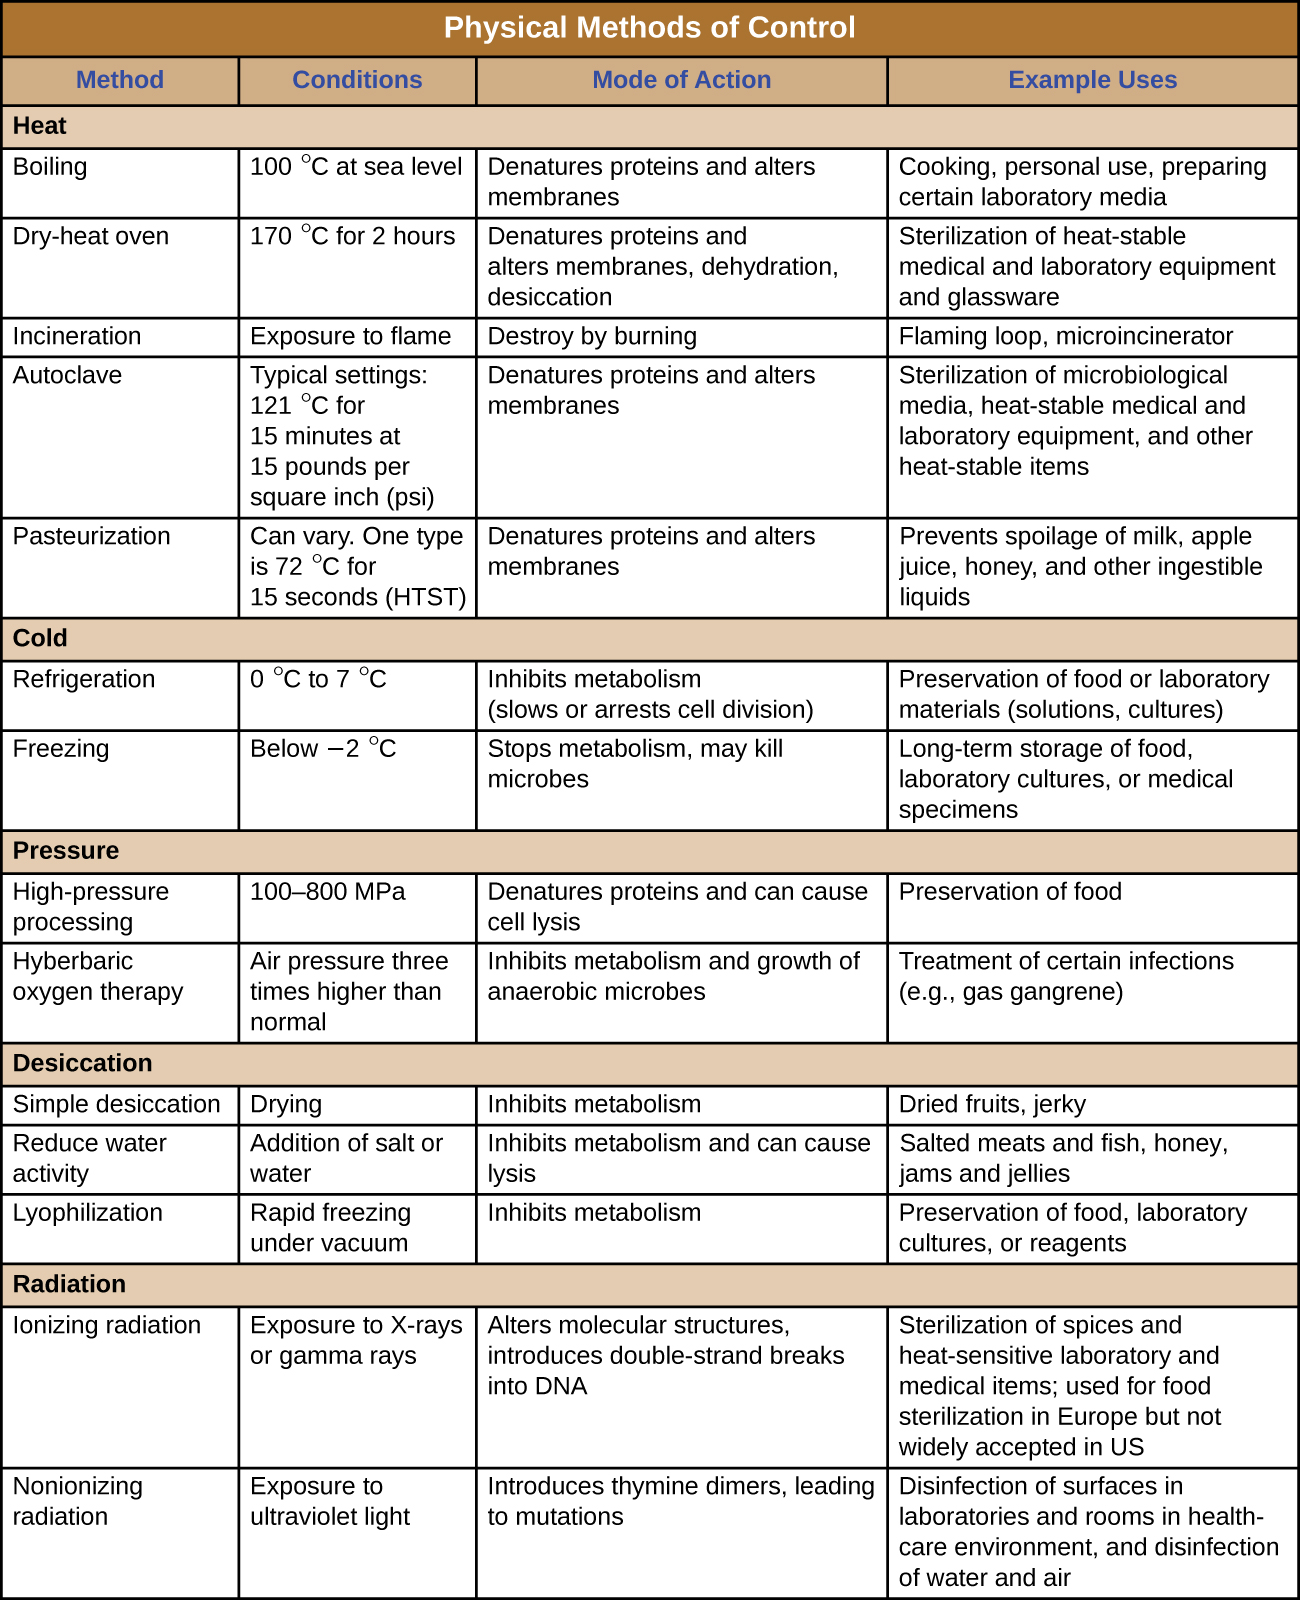 Physical Methods of Control
Method
Conditions
Mode of Action
Example Uses
Heat
Boiling
100 °C at sea level
Denatures proteins and alters
membranes
Cooking, personal use, preparing
certain laboratory media
Dry-heat oven
170 °C for 2 hours
Denatures proteins and
alters membranes, dehydration,
desiccation
Sterilization of heat-stable
medical and laboratory equipment
and glassware
Incineration
Exposure to flame
Destroy by burning
Flaming loop, microincinerator
Autoclave
Typical settings:
121 °C for
15 minutes at
15 pounds per
square inch (psi)
Denatures proteins and alters
membranes
Sterilization of microbiological
media, heat-stable medical and
laboratory equipment, and other
heat-stable items
Pasteurization
Can vary. One type
is 72 °C for
15 seconds (HTST)
Denatures proteins and alters
membranes
Prevents spoilage of milk, apple
juice, honey, and other ingestible
liquids
Cold
Refrigeration
0 °C to 7 °C
Inhibits metabolism
(slows or arrests cell division)
Preservation of food or laboratory
materials (solutions, cultures)
Freezing
Below −2 °C
Stops metabolism, may kill
microbes
Long-term storage of food,
laboratory cultures, or medical
specimens
Pressure
High-pressure
processing
100–800 MPa
Denatures proteins and can cause
cell lysis
Preservation of food
Hyberbaric
oxygen therapy
Air pressure three
times higher than
normal
Inhibits metabolism and growth of
anaerobic microbes
Treatment of certain infections
(e.g., gas gangrene)
Desiccation
Simple desiccation
Drying
Inhibits metabolism
Dried fruits, jerky
Reduce water
activity
Addition of salt or
water
Inhibits metabolism and can cause
lysis
Salted meats and fish, honey,
jams and jellies
Lyophilization
Rapid freezing
under vacuum
Inhibits metabolism
Preservation of food, laboratory
cultures, or reagents
Radiation
Ionizing radiation
Exposure to X-rays
or gamma rays
Alters molecular structures,
introduces double-strand breaks
into DNA
Sterilization of spices and
heat-sensitive laboratory and
medical items; used for food
sterilization in Europe but not
widely accepted in US
Nonionizing
radiation
Exposure to
ultraviolet light
Introduces thymine dimers, leading
to mutations
Disinfection of surfaces in
laboratories and rooms in health-
care environment, and disinfection
of water and air